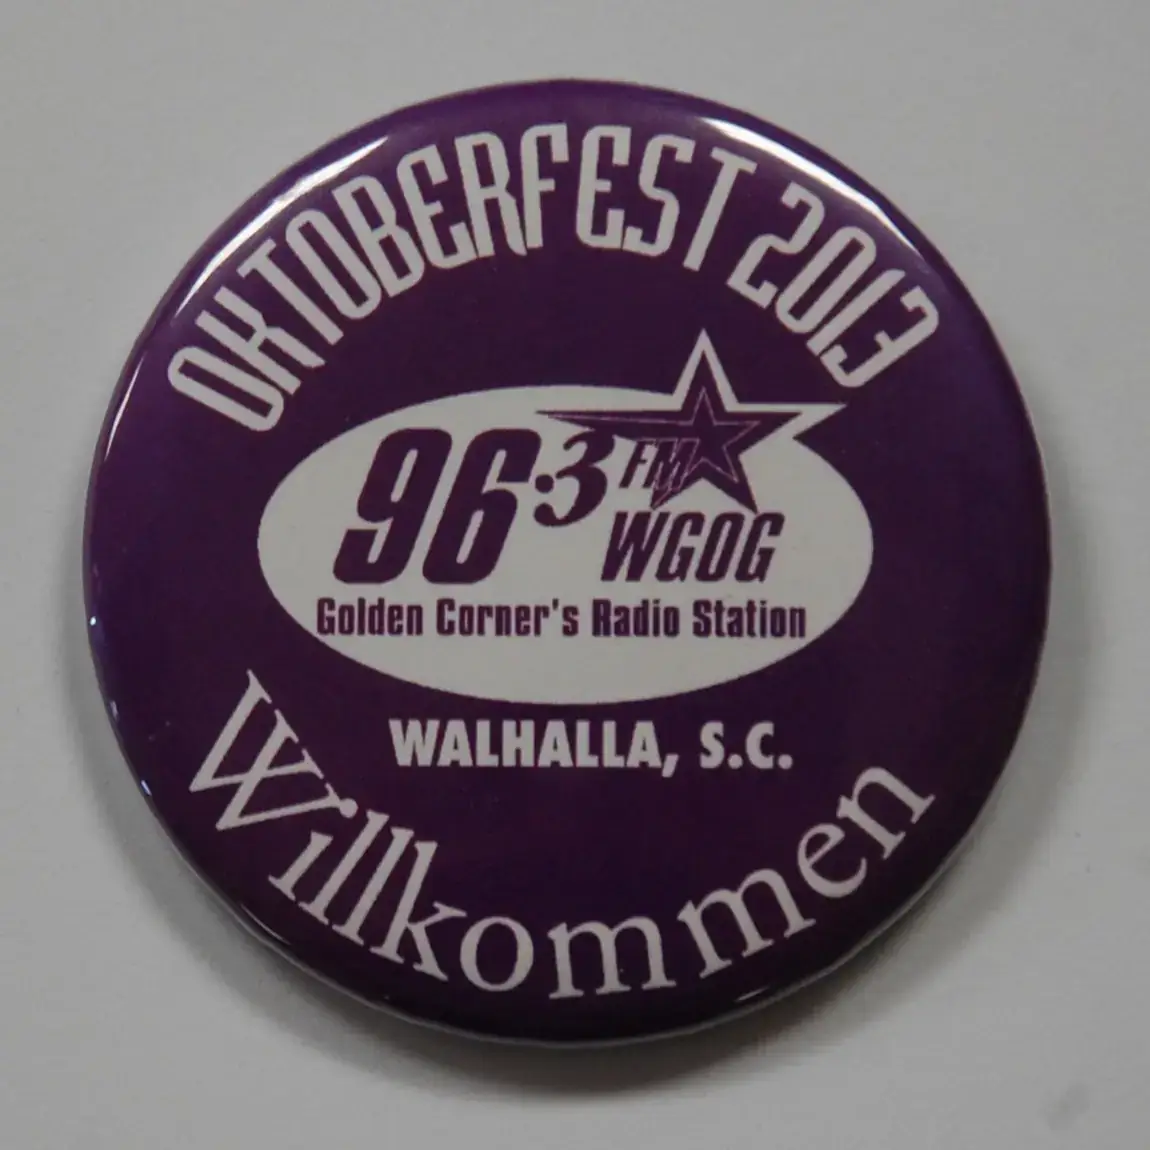 OKTOBERFEST 2013
96.3 FM
WGOG
Golden Corner's Radio Station
WALHALLA, S.C.
Willkommen